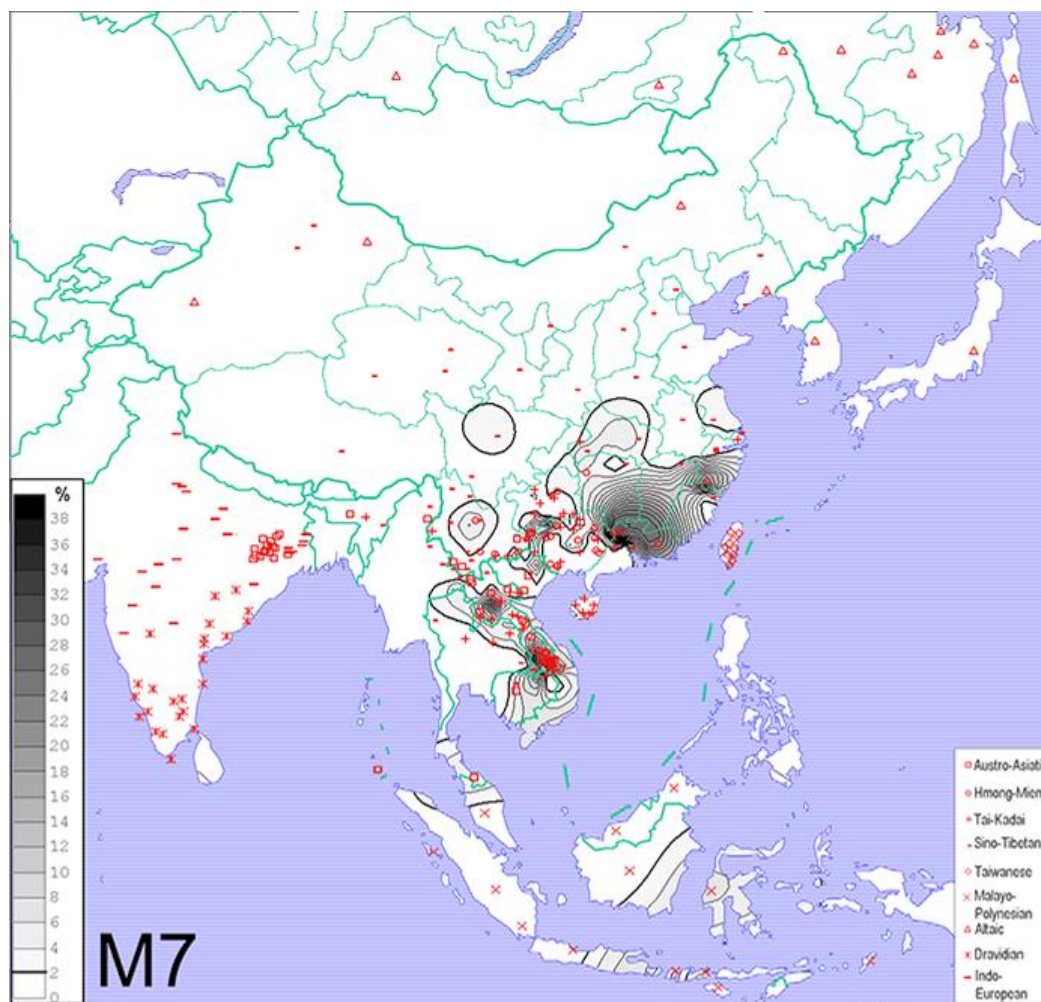 %
38
36
34
32
30
28
26
24
22
20
18
16
14
12
10
8
6
4
2
0
M7
Austro-Asiati
Hmong-Mien
Tai-Kadai
Sino-Tibetan
Taiwanese
Malayo-
Polynesian
Altaic
Dravidian
Indo-
European